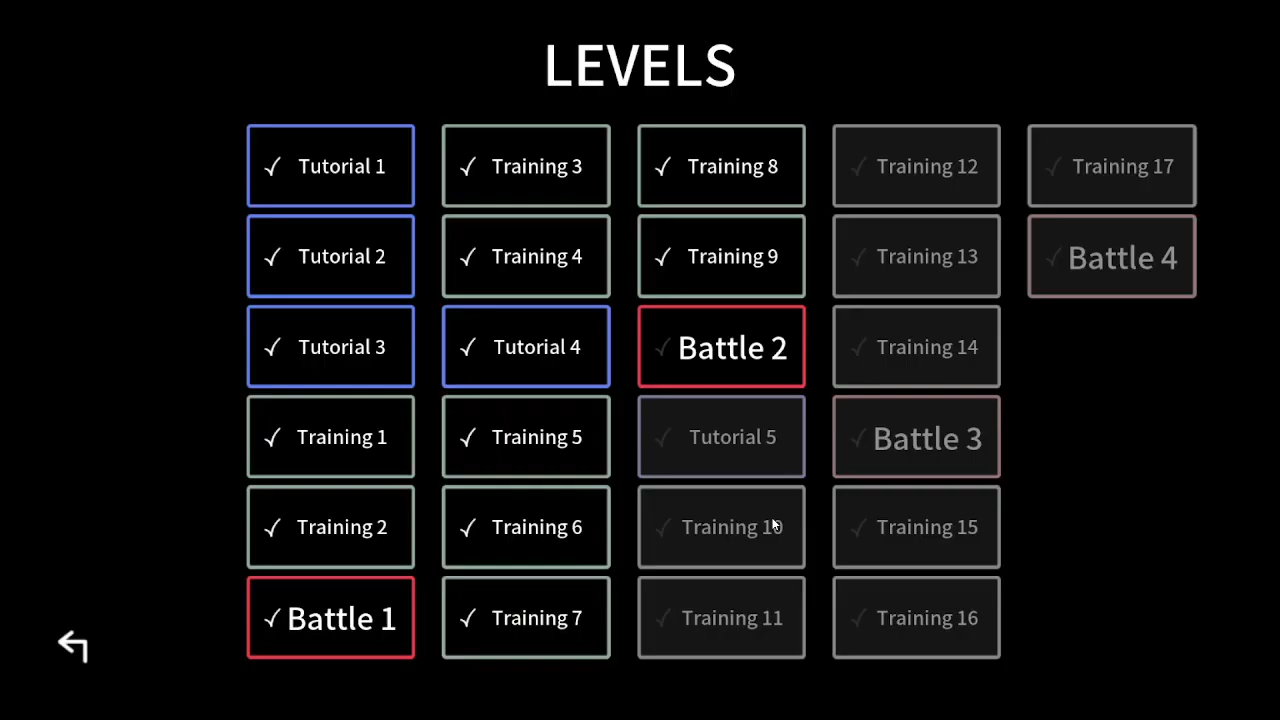 LEVELS
Tutorial 1
Tutorial 2
Tutorial 3
Training 1
Training 2
Battle 1
Training 3
Training 4
Tutorial 4
Training 5
Training 6
Training 7
Training 8
Training 9
Battle 2
Tutorial 5
Training 10
Training 11
Training 12
Training 13
Training 14
Battle 3
Training 15
Training 16
Training 17
Battle 4